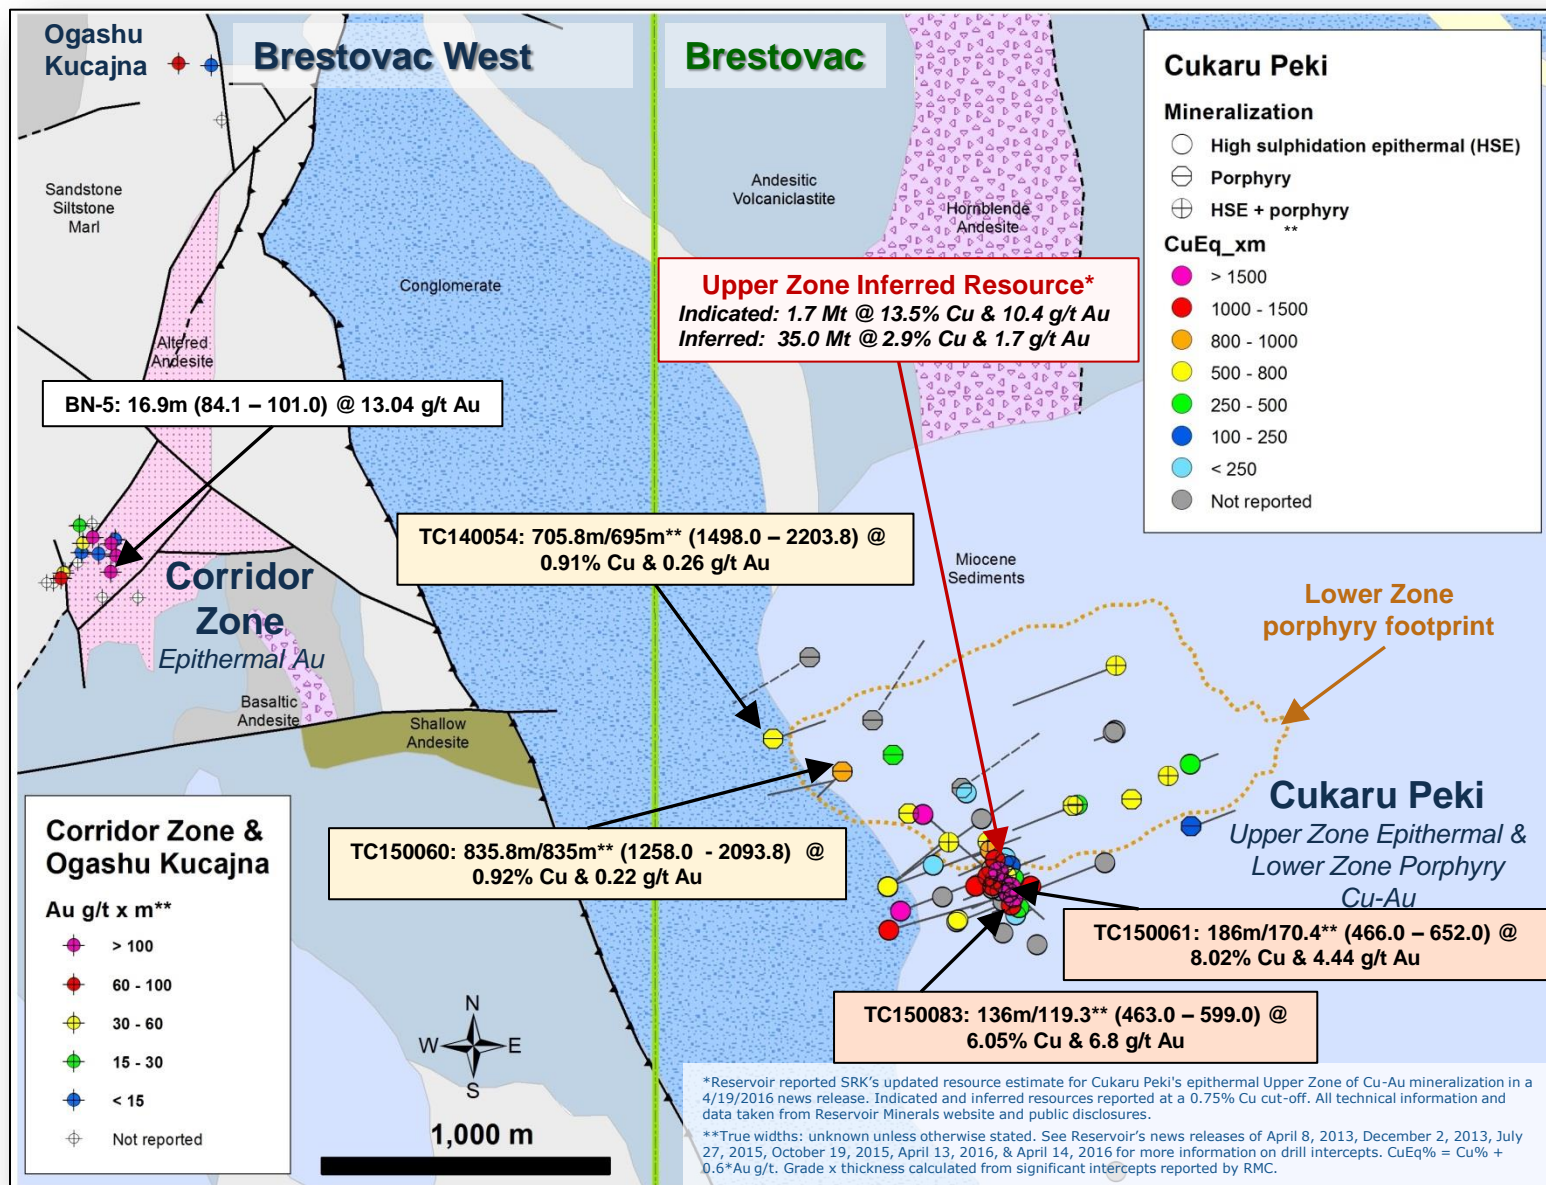 Ogashu
Kucajna
Brestovac West
Brestovac
Cukaru Peki
Mineralization
High sulphidation epithermal (HSE)
Porphyry
HSE + porphyry
**
CuEq_xm
> 1500
1000 - 1500
800 - 1000
500 - 800
250 - 500
100 - 250
< 250
Not reported
Sandstone
Siltstone
Marl
Andesitic
Volcaniclastite
Hornblende
Andesite
Conglomerate
Upper Zone Inferred Resource*
Indicated: 1.7 Mt @ 13.5% Cu & 10.4 g/t Au
Inferred: 35.0 Mt @ 2.9% Cu & 1.7 g/t Au
Altered
Andesite
BN-5: 16.9m (84.1 – 101.0) @ 13.04 g/t Au
TC140054: 705.8m/695m** (1498.0 – 2203.8) @
0.91% Cu & 0.26 g/t Au
Miocene
Sediments
Corridor
Zone
Epithermal Au
Lower Zone
porphyry footprint
Basaltic
Andesite
Shallow
Andesite
Cukaru Peki
Upper Zone Epithermal &
Lower Zone Porphyry
Cu-Au
TC150060: 835.8m/835m** (1258.0 - 2093.8) @
0.92% Cu & 0.22 g/t Au
Corridor Zone &
Ogashu Kucajna
Au g/t x m**
> 100
60 - 100
30 - 60
15 - 30
< 15
Not reported
TC150061: 186m/170.4** (466.0 – 652.0) @
8.02% Cu & 4.44 g/t Au
TC150083: 136m/119.3** (463.0 – 599.0) @
6.05% Cu & 6.8 g/t Au
N
W
E
S
1,000 m
*Reservoir reported SRK's updated resource estimate for Cukaru Peki's epithermal Upper Zone of Cu-Au mineralization in a
4/19/2016 news release. Indicated and inferred resources reported at a 0.75% Cu cut-off. All technical information and
data taken from Reservoir Minerals website and public disclosures.
**True widths: unknown unless otherwise stated. See Reservoir's news releases of April 8, 2013, December 2, 2013, July
27, 2015, October 19, 2015, April 13, 2016, & April 14, 2016 for more information on drill intercepts. CuEq% = Cu% +
0.6*Au g/t. Grade x thickness calculated from significant intercepts reported by RMC.